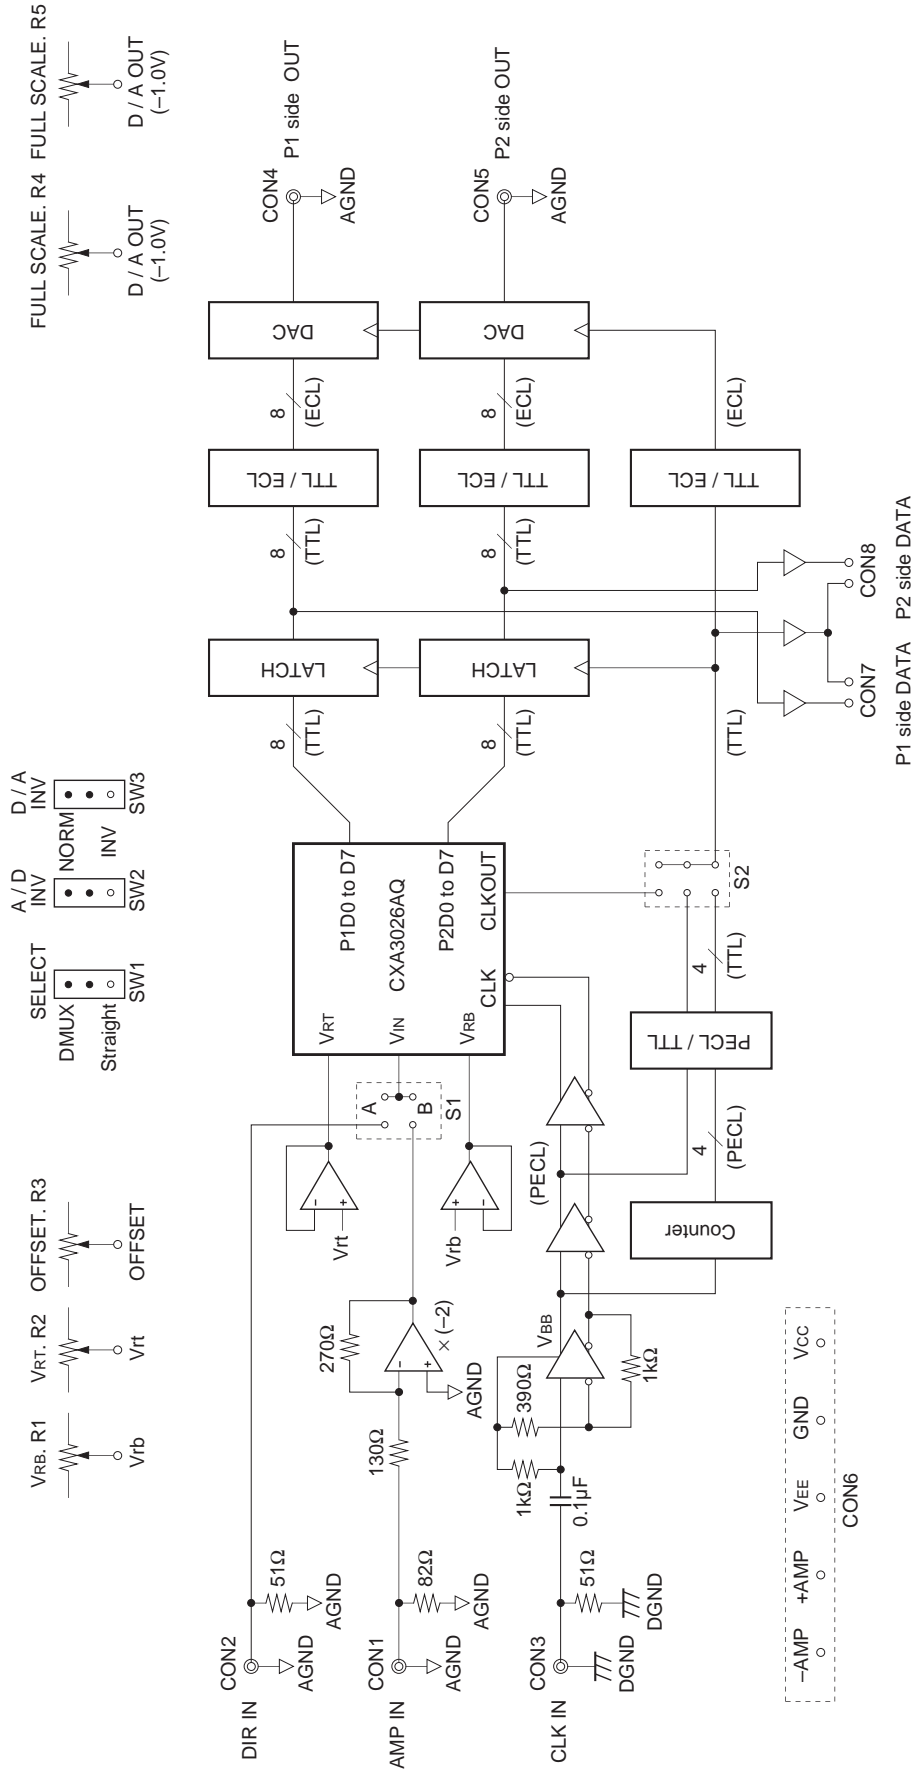 VRB. R1
Vrb
VRT. R2
Vrt
OFFSET. R3
OFFSET
SELECT
DMUX
Straight
SW1
A / D
INV
SW2
NORM
INV
D / A
INV
SW3
FULL SCALE. R4
D / A OUT
(–1.0V)
FULL SCALE. R5
D / A OUT
(–1.0V)
CON2
DIR IN
AGND
51Ω
AGND
CON1
AMP IN
AGND
82Ω
AGND
130Ω
270Ω
× (–2)
AGND
Vrt
Vrb
A
B
S1
VRT
VIN
VRB
CLK
P1D0 to D7
CXA3026AQ
P2D0 to D7
CLKOUT
8
(TTL)
LATCH
8
(TTL)
TTL / ECL
8
(ECL)
DAC
CON4
AGND
P1 side OUT
8
(TTL)
LATCH
8
(TTL)
TTL / ECL
8
(ECL)
DAC
CON5
AGND
P2 side OUT
CON3
CLK IN
DGND
51Ω
DGND
0.1µF
1kΩ
390Ω
VBB
1kΩ
(PECL)
Counter
4
(PECL)
PECL / TTL
4
(TTL)
S2
(TTL)
TTL / ECL
(ECL)
CON7
P1 side DATA
CON8
P2 side DATA
–AMP
+AMP
VEE
GND
VCC
CON6
+
–
+
–
–
+